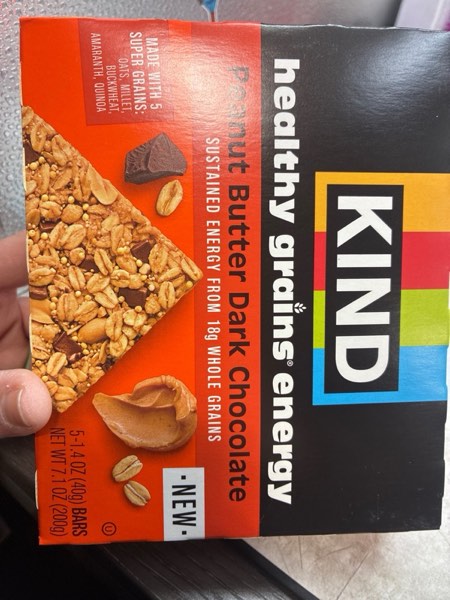 KIND
healthy grains® energy
Peanut Butter Dark Chocolate
SUSTAINED ENERGY FROM 18g WHOLE GRAINS
MADE WITH 5
SUPER GRAINS:
OATS, MILLET,
BUCKWHEAT,
AMARANTH, QUINOA
·NEW·
5-1.4 OZ (40g) BARS
NET WT 7.1 OZ (200g)
U